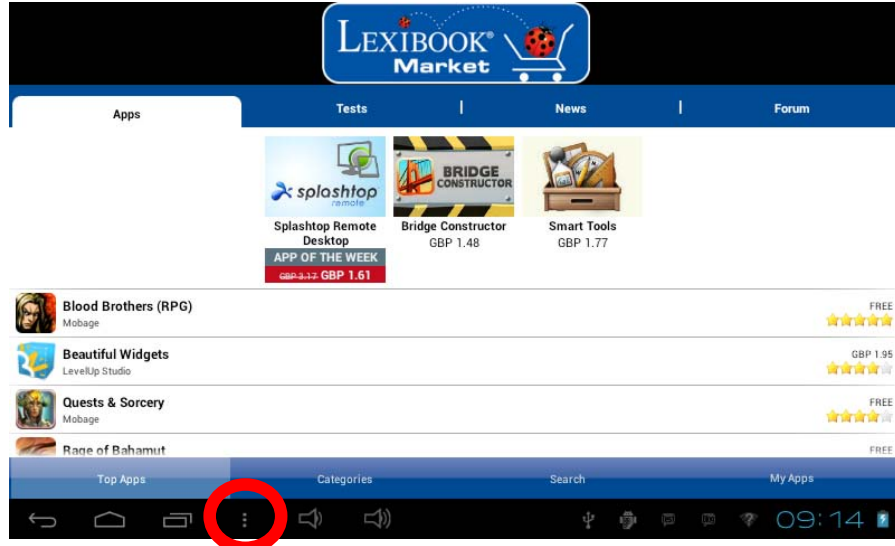 LEXIBOOK®
Market
Apps
Tests
News
Forum
splashtop
remote
BRIDGE
CONSTRUCTOR
Splashtop Remote
Desktop
APP OF THE WEEK
GBP 3.17 GBP 1.61
Bridge Constructor
GBP 1.48
Smart Tools
GBP 1.77
Blood Brothers (RPG)
Mobage
FREE
Beautiful Widgets
LevelUp Studio
GBP 1.95
Quests & Sorcery
Mobage
FREE
Rage of Bahamut
FREE
Top Apps
Categories
Search
My Apps
09:14